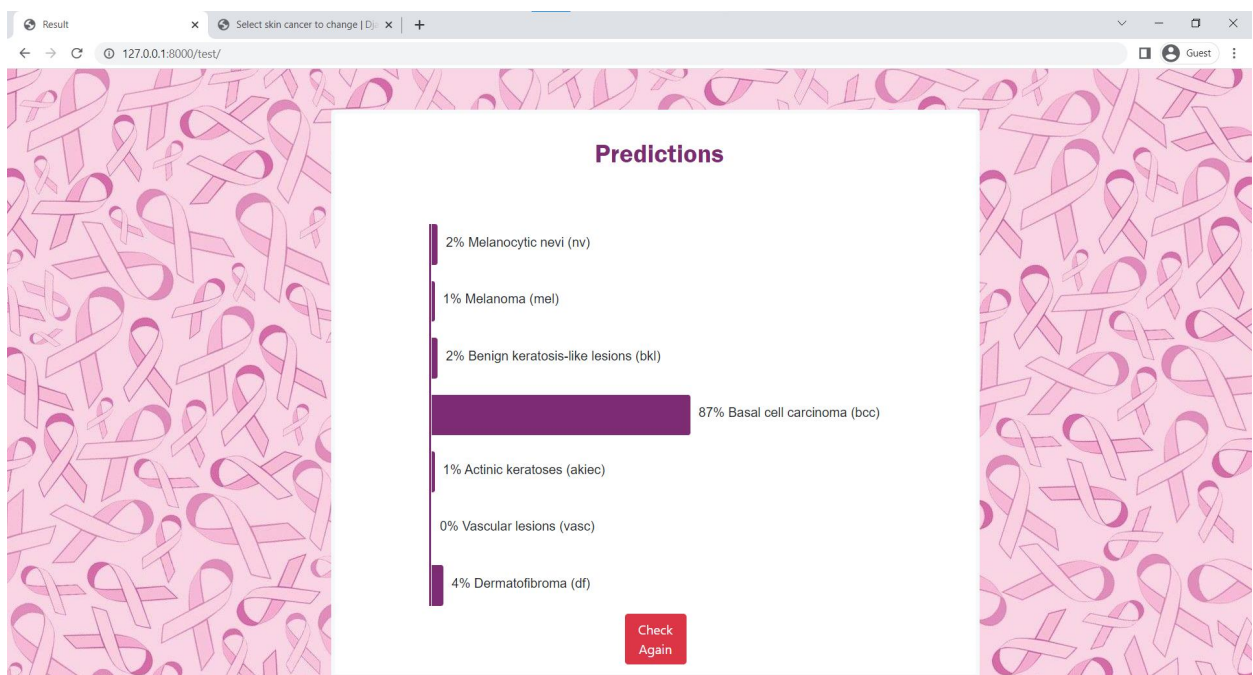 Result
Select skin cancer to change | Dj
127.0.0.1:8000/test/
Guest
Predictions
2% Melanocytic nevi (nv)
1% Melanoma (mel)
2% Benign keratosis-like lesions (bkl)
87% Basal cell carcinoma (bcc)
1% Actinic keratoses (akiec)
0% Vascular lesions (vasc)
4% Dermatofibroma (df)
Check
Again